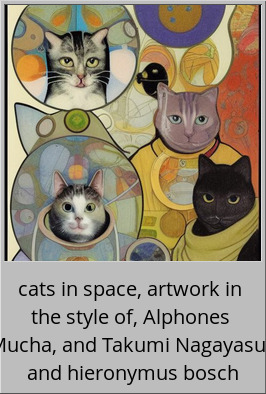 cats in space, artwork in
the style of, Alphones
Mucha, and Takumi Nagayasu
and hieronymus bosch